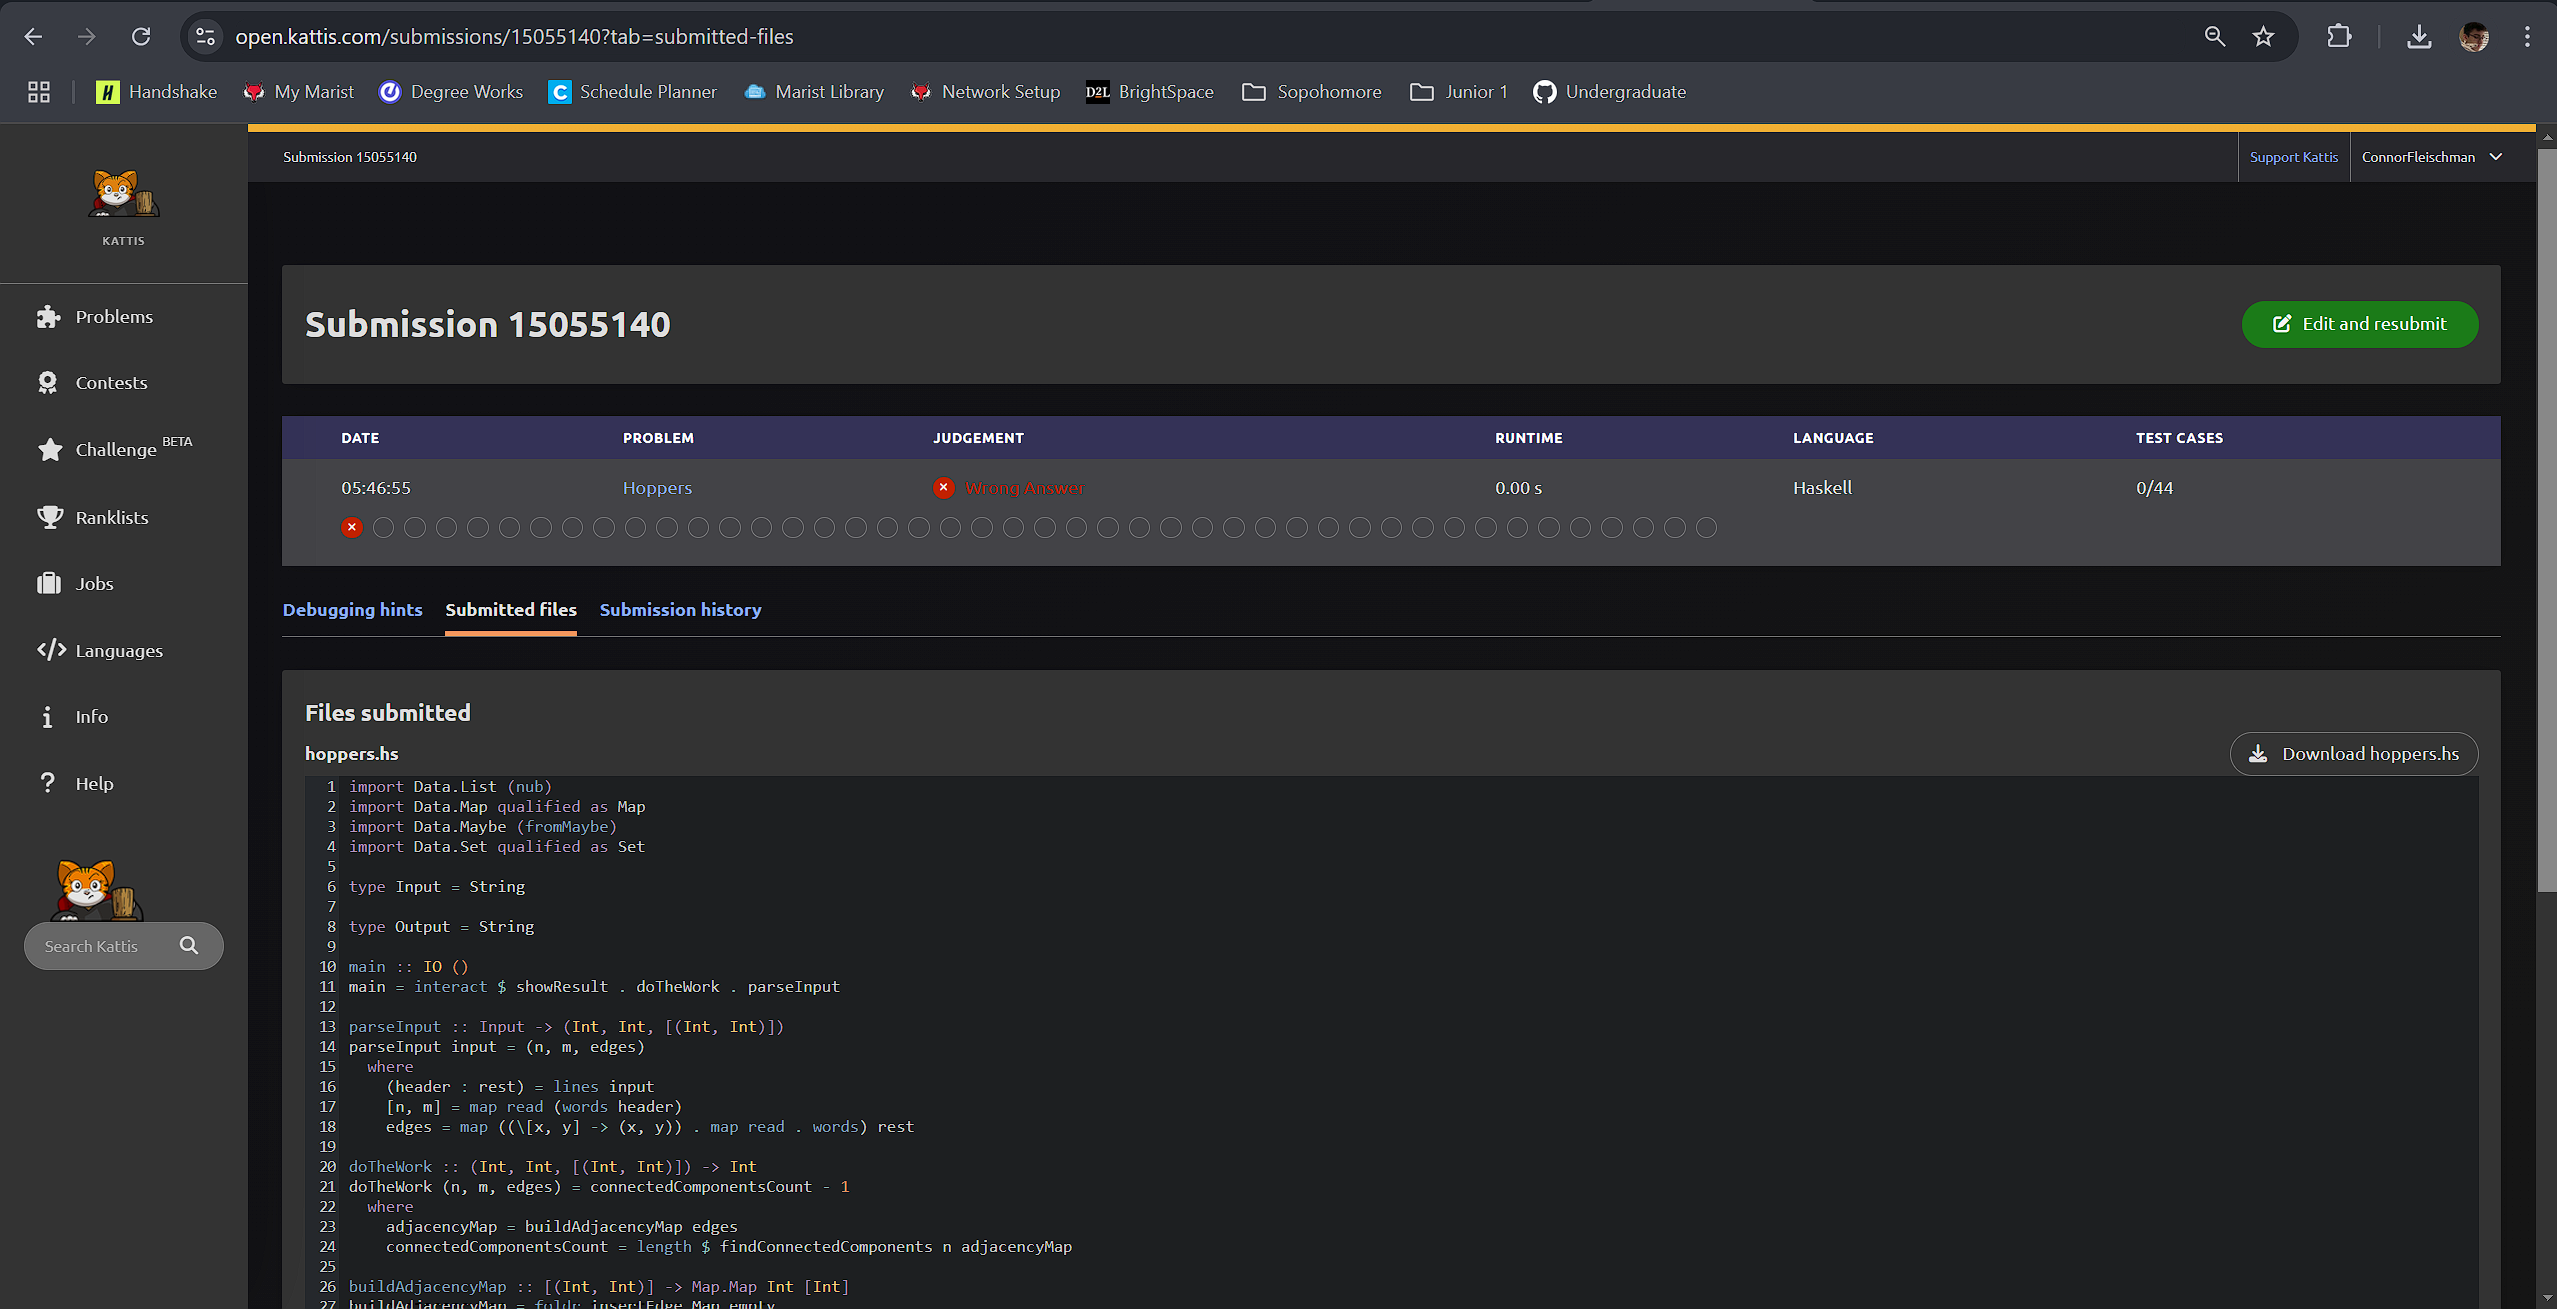 open.kattis.com/submissions/15055140?tab=submitted-files
Handshake My Marist Degree Works Schedule Planner Marist Library Network Setup D2L BrightSpace Sopohomore Junior 1 Undergraduate
Submission 15055140
Support Kattis ConnorFleischman
KATTIS
Problems
Contests
Challenge BETA
Ranklists
Jobs
Languages
Info
Help
Search Kattis
Submission 15055140
Edit and resubmit
DATE PROBLEM JUDGEMENT RUNTIME LANGUAGE TEST CASES
05:46:55 Hoppers Wrong Answer 0.00 s Haskell 0/44
Debugging hints Submitted files Submission history
Files submitted
hoppers.hs
Download hoppers.hs
1 import Data.List (nub)
2 import Data.Map qualified as Map
3 import Data.Maybe (fromMaybe)
4 import Data.Set qualified as Set
5
6 type Input = String
7
8 type Output = String
9
10 main :: IO ()
11 main = interact $ showResult . doTheWork . parseInput
12
13 parseInput :: Input -> (Int, Int, [(Int, Int)])
14 parseInput input = (n, m, edges)
15   where
16     (header : rest) = lines input
17     [n, m] = map read (words header)
18     edges = map ((\[x, y] -> (x, y)) . map read . words) rest
19
20 doTheWork :: (Int, Int, [(Int, Int)]) -> Int
21 doTheWork (n, m, edges) = connectedComponentsCount - 1
22   where
23     adjacencyMap = buildAdjacencyMap edges
24     connectedComponentsCount = length $ findConnectedComponents n adjacencyMap
25
26 buildAdjacencyMap :: [(Int, Int)] -> Map.Map Int [Int]
27 buildAdjacencyMap = foldr insertEdge Map.empty